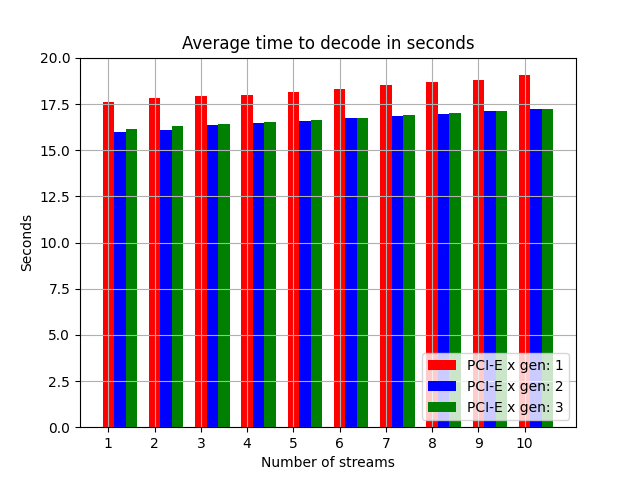 Average time to decode in seconds
20.0
17.5
15.0
12.5
10.0
7.5
5.0
2.5
0.0
Seconds
PCI-E x gen: 1
PCI-E x gen: 2
PCI-E x gen: 3
1 2 3 4 5 6 7 8 9 10
Number of streams